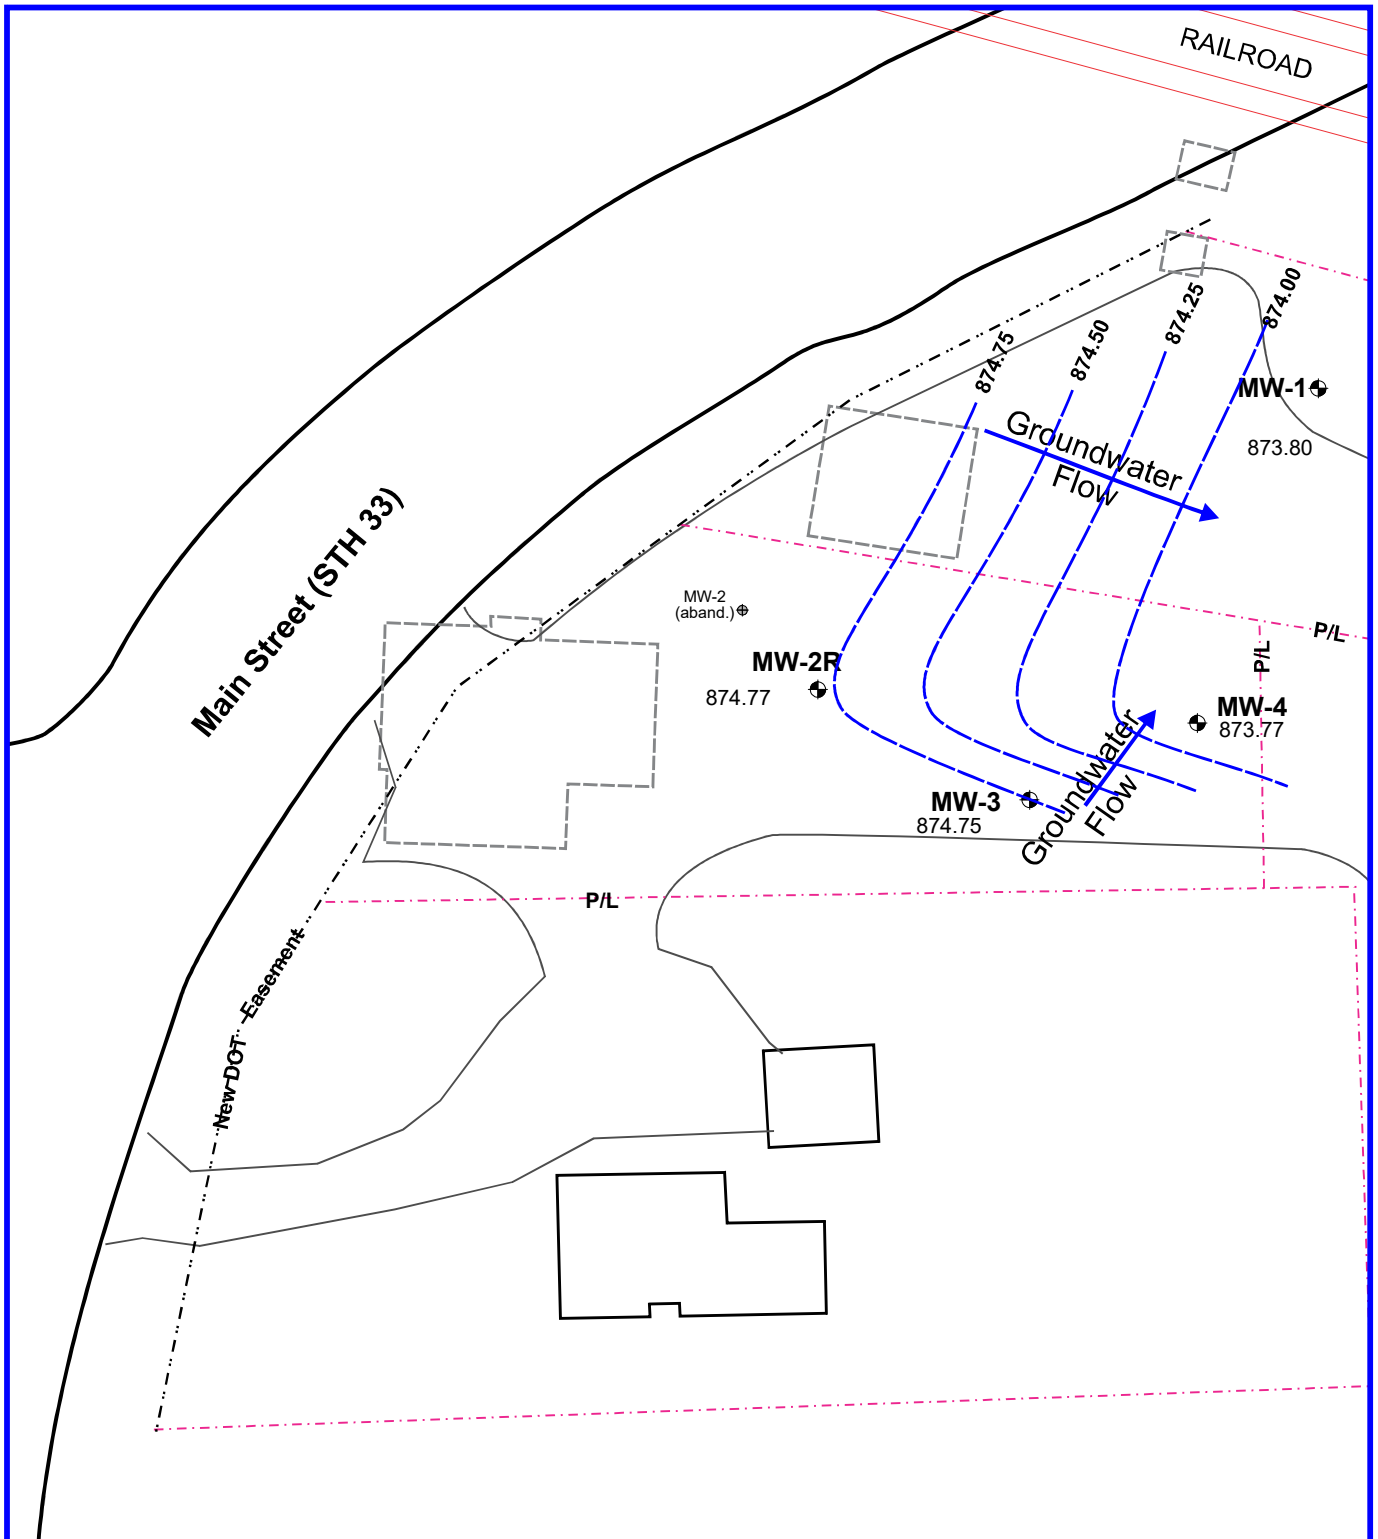 RAILROAD
874.00
874.25
874.50
874.75
MW-1
873.80
Groundwater
Flow
Main Street (STH 33)
MW-2
(aband.)
P/L
P/L
MW-2R
874.77
MW-4
873.77
MW-3
874.75
Groundwater
Flow
P/L
New DOT Easement